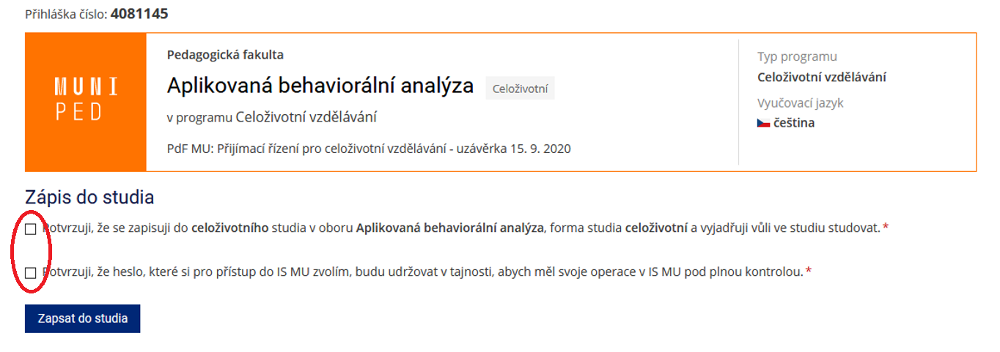 Přihláška číslo: 4081145
MUNI
PED
Pedagogická fakulta
Aplikovaná behaviorální analýza Celoživotní
v programu Celoživotní vzdělávání
PdF MU: Přijímací řízení pro celoživotní vzdělávání - uzávěrka 15. 9. 2020
Typ programu
Celoživotní vzdělávání
Vyučovací jazyk
čeština
Zápis do studia
Potvrzuji, že se zapisuji do celoživotního studia v oboru Aplikovaná behaviorální analýza, forma studia celoživotní a vyjadřuji vůli ve studiu studovat.*
Potvrzuji, že heslo, které si pro přístup do IS MU zvolím, budu udržovat v tajnosti, abych měl svoje operace v IS MU pod plnou kontrolou.*
Zapsat do studia